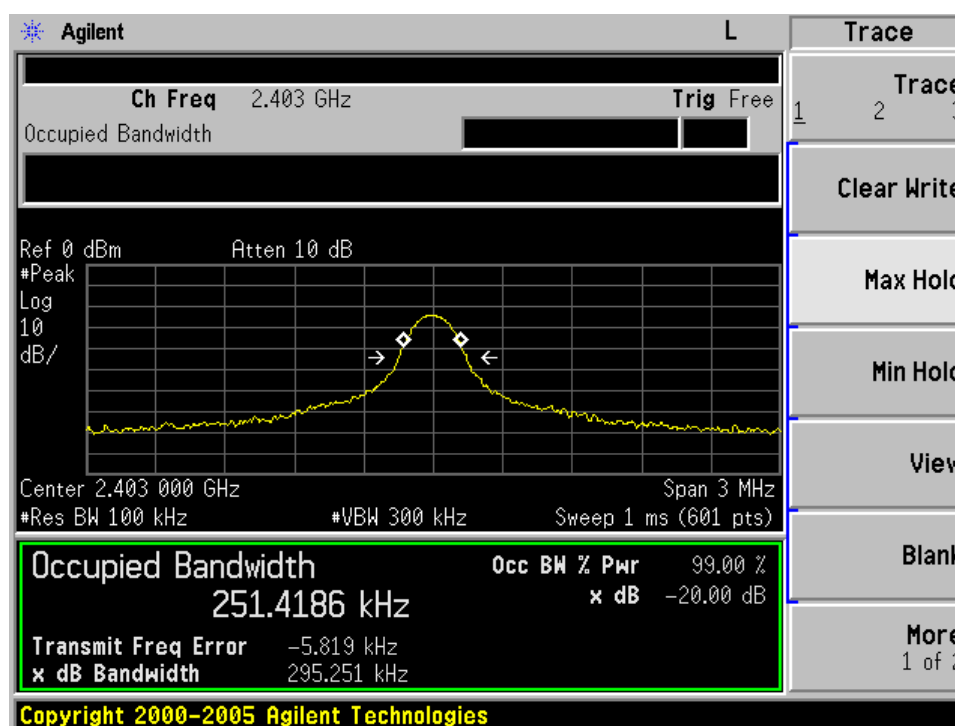 Agilent L Trace
Ch Freq 2.403 GHz Trig Free
Occupied Bandwidth
Trace
1 2
Clear Write
Max Hold
Min Hold
View
Blank
More
1 of 2
Ref 0 dBm Atten 10 dB
#Peak
Log
10
dB/
Center 2.403 000 GHz Span 3 MHz
#Res BW 100 kHz #VBW 300 kHz Sweep 1 ms (601 pts)
Occupied Bandwidth Occ BW % Pwr 99.00 %
251.4186 kHz x dB -20.00 dB
Transmit Freq Error -5.819 kHz
x dB Bandwidth 295.251 kHz
Copyright 2000-2005 Agilent Technologies